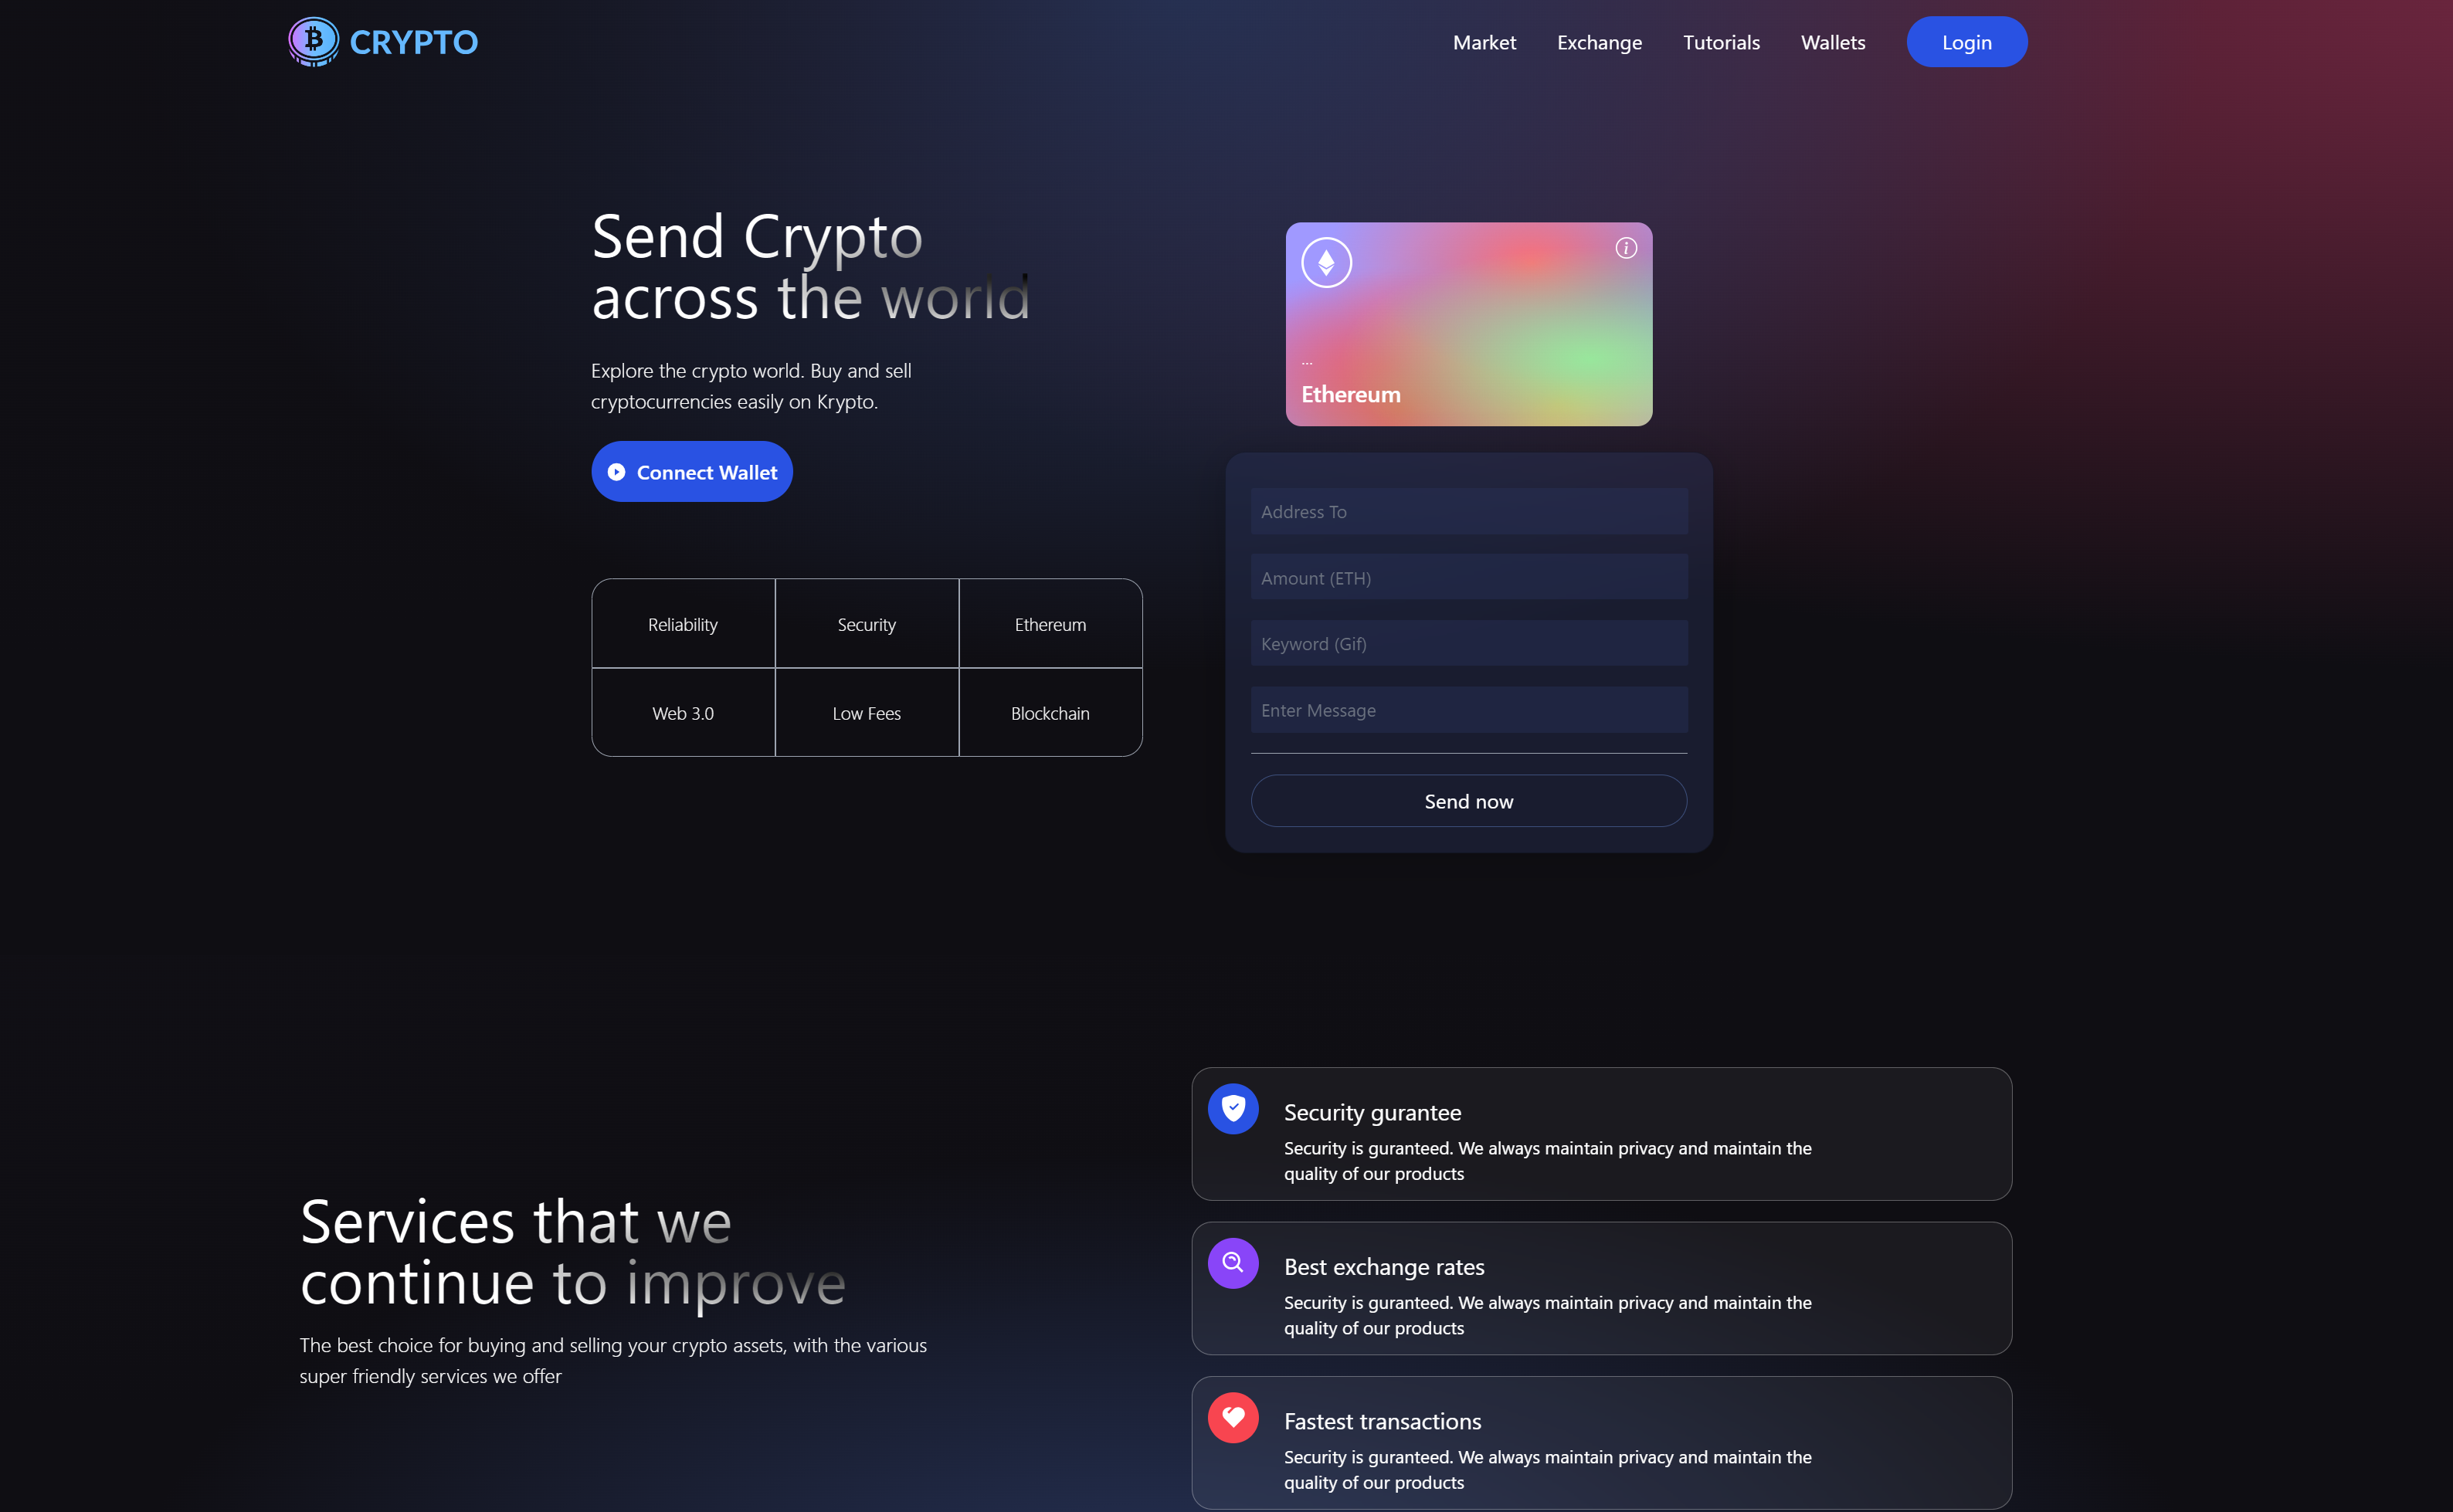 CRYPTO
Market
Exchange
Tutorials
Wallets
Login
Send Crypto
across the world
Explore the crypto world. Buy and sell
cryptocurrencies easily on Krypto.
Connect Wallet
Reliability
Security
Ethereum
Web 3.0
Low Fees
Blockchain
...
Ethereum
Address To
Amount (ETH)
Keyword (Gif)
Enter Message
Send now
Services that we
continue to improve
The best choice for buying and selling your crypto assets, with the various
super friendly services we offer
Security gurantee
Security is guranteed. We always maintain privacy and maintain the
quality of our products
Best exchange rates
Security is guranteed. We always maintain privacy and maintain the
quality of our products
Fastest transactions
Security is guranteed. We always maintain privacy and maintain the
quality of our products